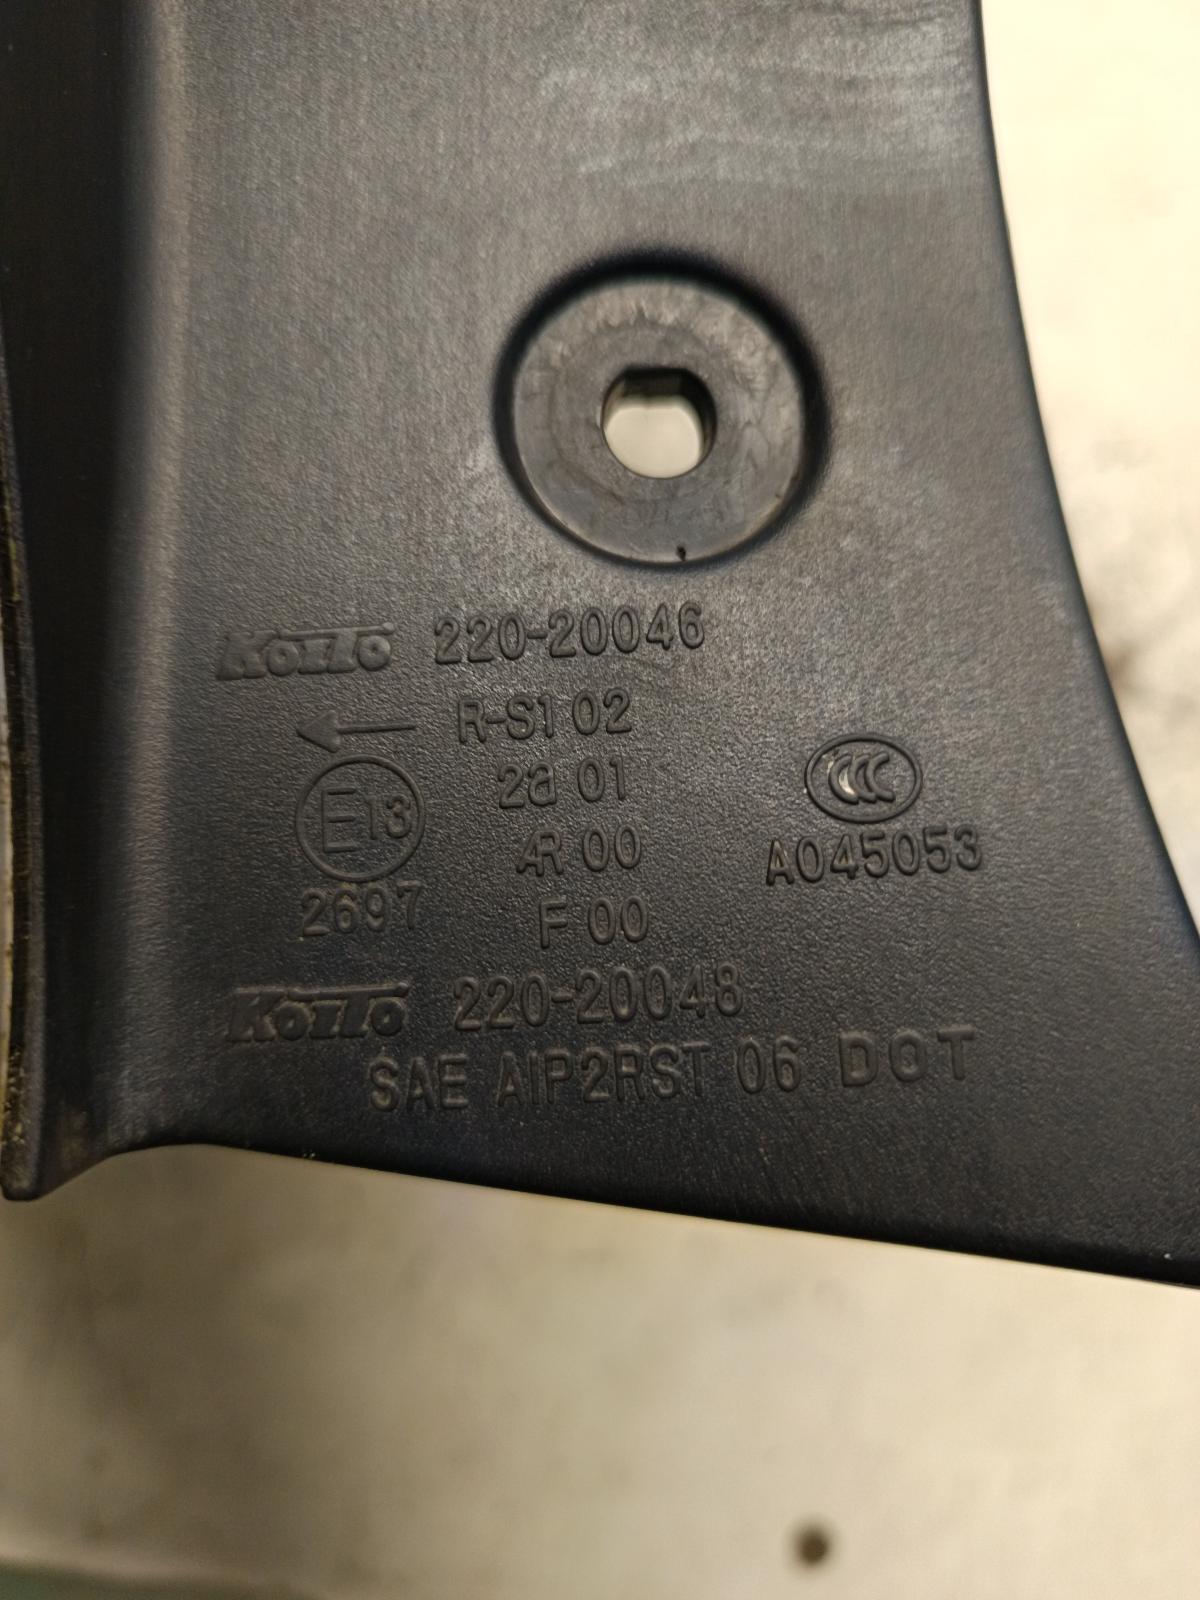 KOITO 220-20046
← R-S1 02
2a 01
E13
AR 00
2697
F 00
CCC
A045053
KOITO 220-20048
SAE AIP2RST 06 DOT